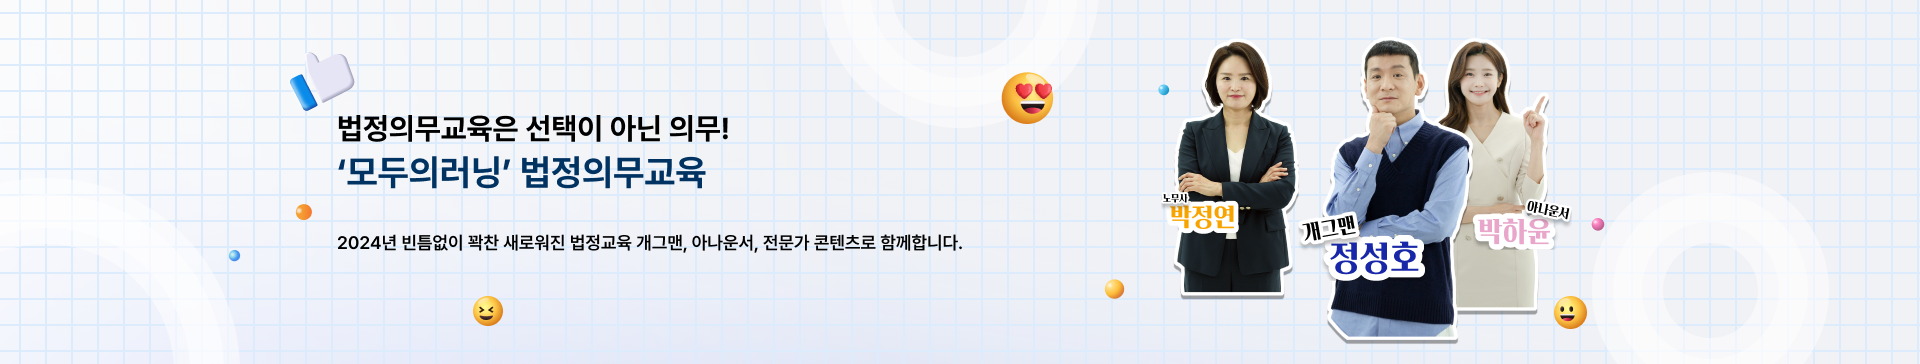 법정의무교육은 선택이 아닌 의무!
‘모두의러닝’ 법정의무교육
2024년 빈틈없이 꽉찬 새로워진 법정교육 개그맨, 아나운서, 전문가 콘텐츠로 함께합니다.
노무사
박정연
개그맨
정성호
아나운서
박하윤